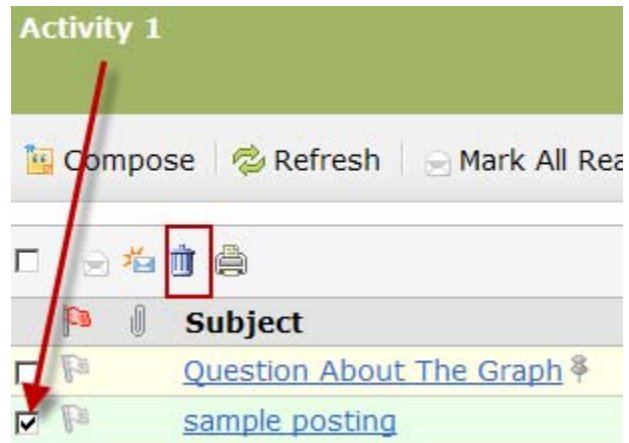 Activity 1
Compose Refresh Mark All Rea
Subject
Question About The Graph
sample posting